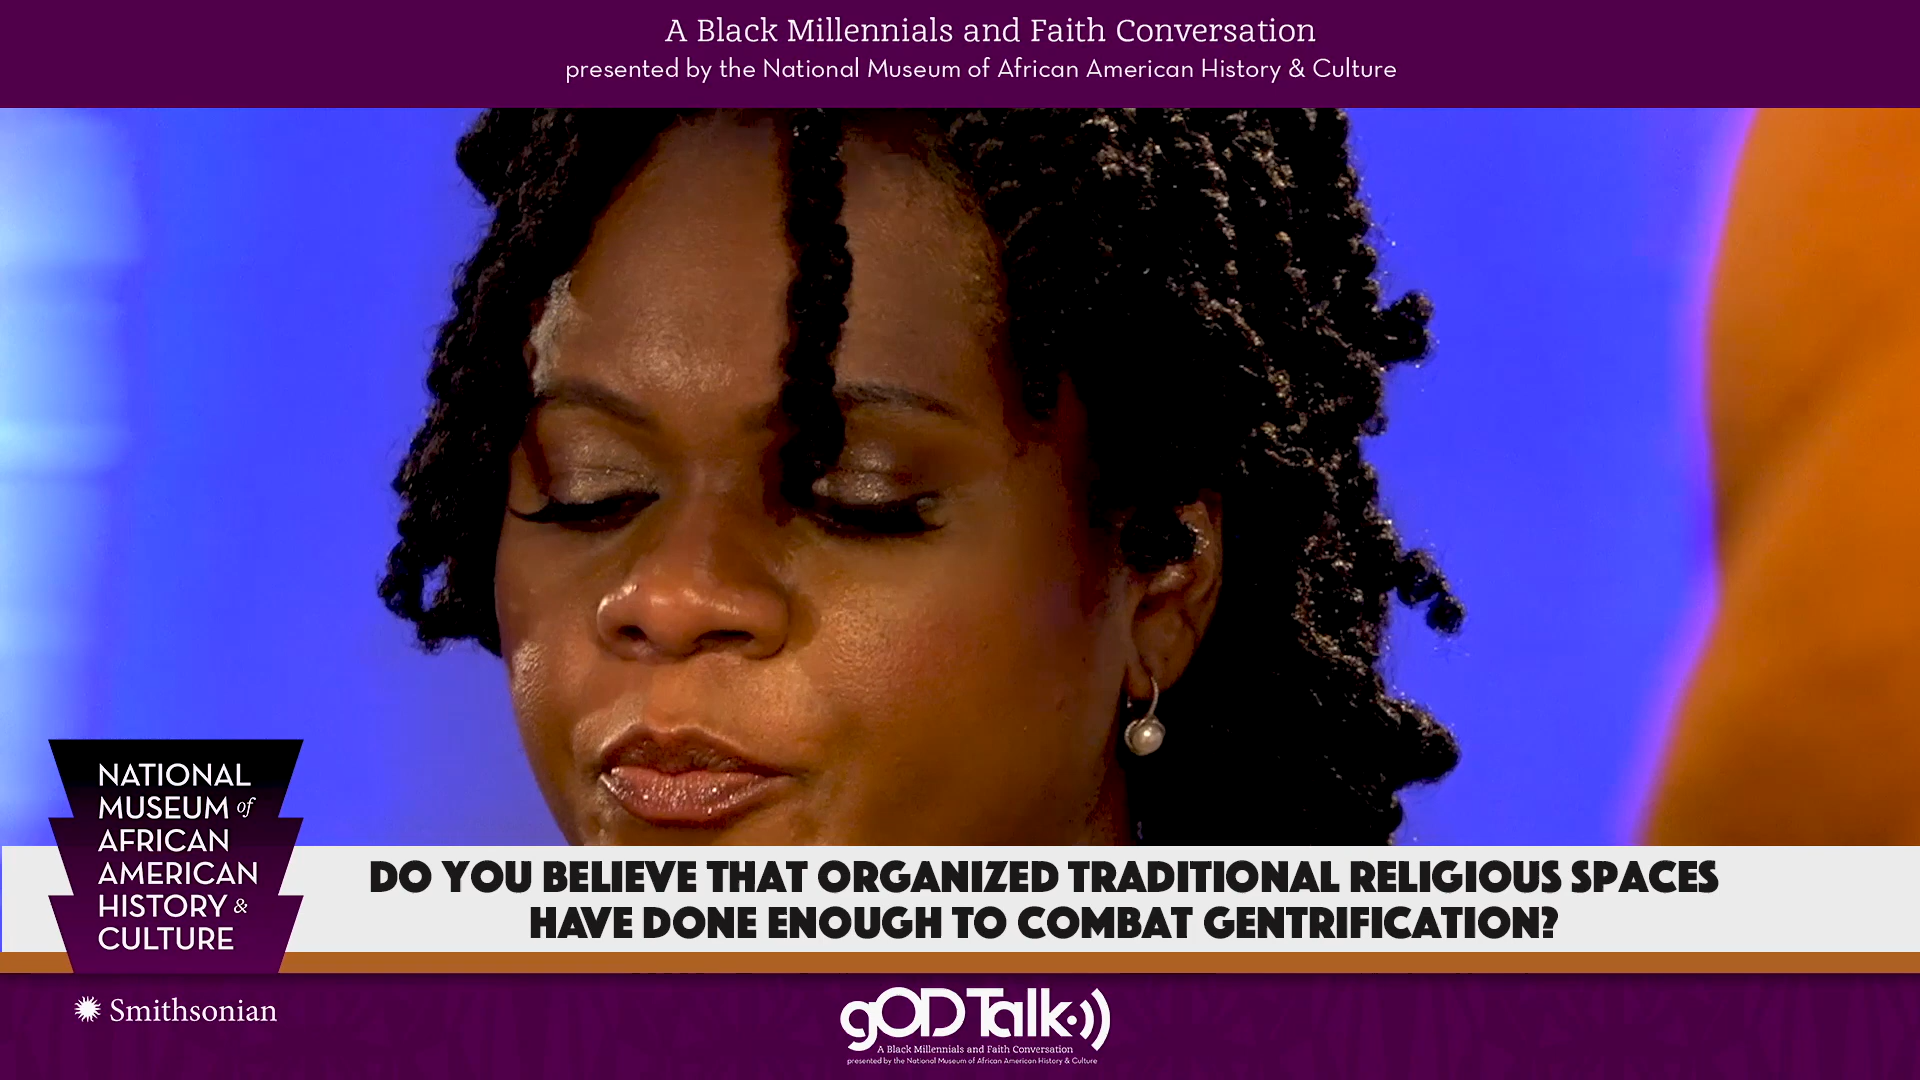 A Black Millennials and Faith Conversation
presented by the National Museum of African American History & Culture
NATIONAL
MUSEUM of
AFRICAN
AMERICAN
HISTORY &
CULTURE
DO YOU BELIEVE THAT ORGANIZED TRADITIONAL RELIGIOUS SPACES
HAVE DONE ENOUGH TO COMBAT GENTRIFICATION?
Smithsonian
gODTalk
A Black Millennials and Faith Conversation
presented by the National Museum of African American History & Culture